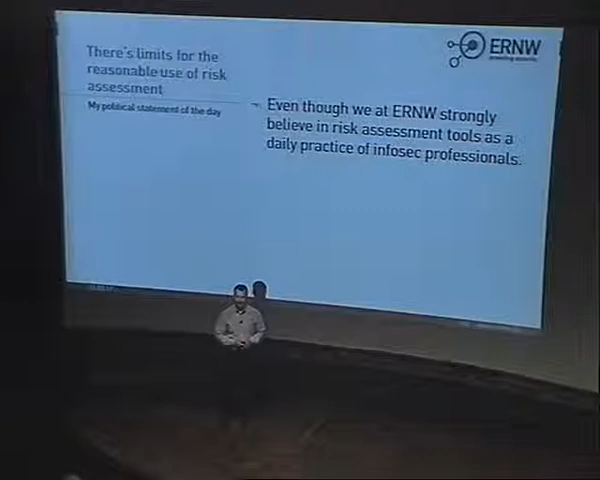 There's limits for the
reasonable use of risk
assessment
My political statement of the day
ERNW
Even though we at ERNW strongly
believe in risk assessment tools as a
daily practice of infosec professionals.